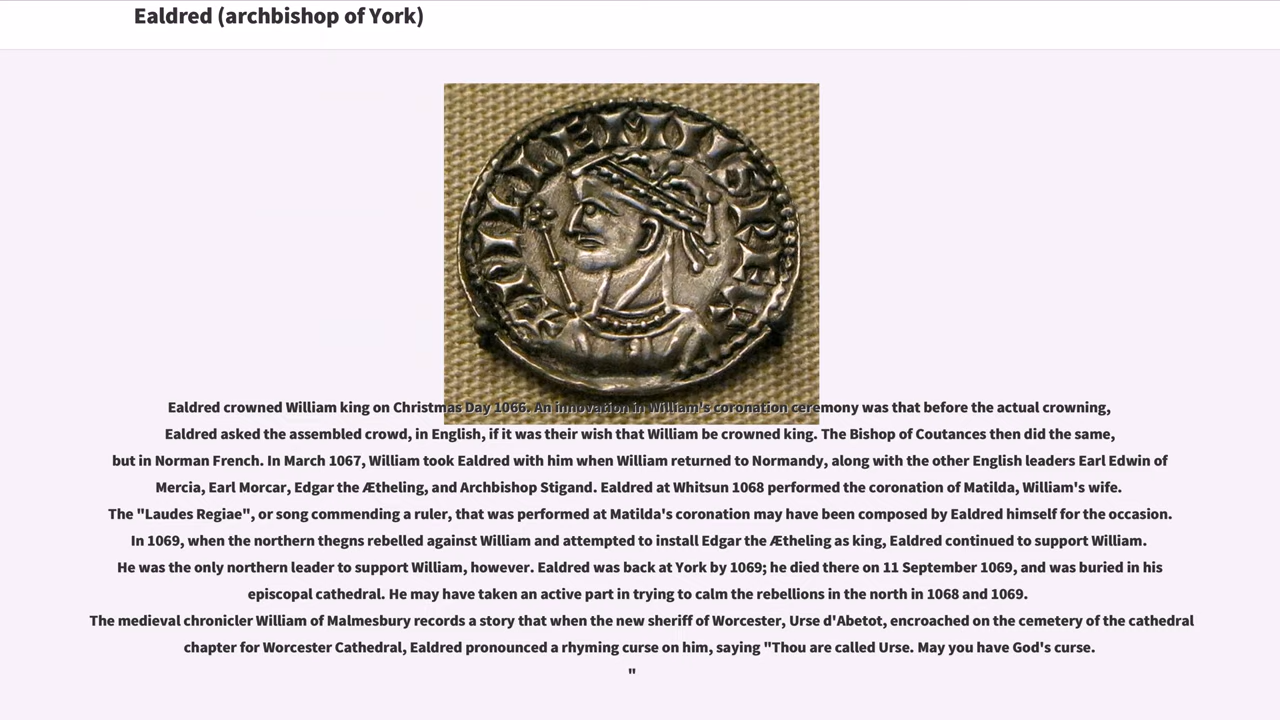 Ealdred (archbishop of York)
Ealdred crowned William king on Christmas Day 1066. An innovation in William's coronation ceremony was that before the actual crowning,
Ealdred asked the assembled crowd, in English, if it was their wish that William be crowned king. The Bishop of Coutances then did the same,
but in Norman French. In March 1067, William took Ealdred with him when William returned to Normandy, along with the other English leaders Earl Edwin of
Mercia, Earl Morcar, Edgar the Ætheling, and Archbishop Stigand. Ealdred at Whitsun 1068 performed the coronation of Matilda, William's wife.
The "Laudes Regiae", or song commending a ruler, that was performed at Matilda's coronation may have been composed by Ealdred himself for the occasion.
In 1069, when the northern thegns rebelled against William and attempted to install Edgar the Ætheling as king, Ealdred continued to support William.
He was the only northern leader to support William, however. Ealdred was back at York by 1069; he died there on 11 September 1069, and was buried in his
episcopal cathedral. He may have taken an active part in trying to calm the rebellions in the north in 1068 and 1069.
The medieval chronicler William of Malmesbury records a story that when the new sheriff of Worcester, Urse d'Abetot, encroached on the cemetery of the cathedral
chapter for Worcester Cathedral, Ealdred pronounced a rhyming curse on him, saying "Thou are called Urse. May you have God's curse.
"